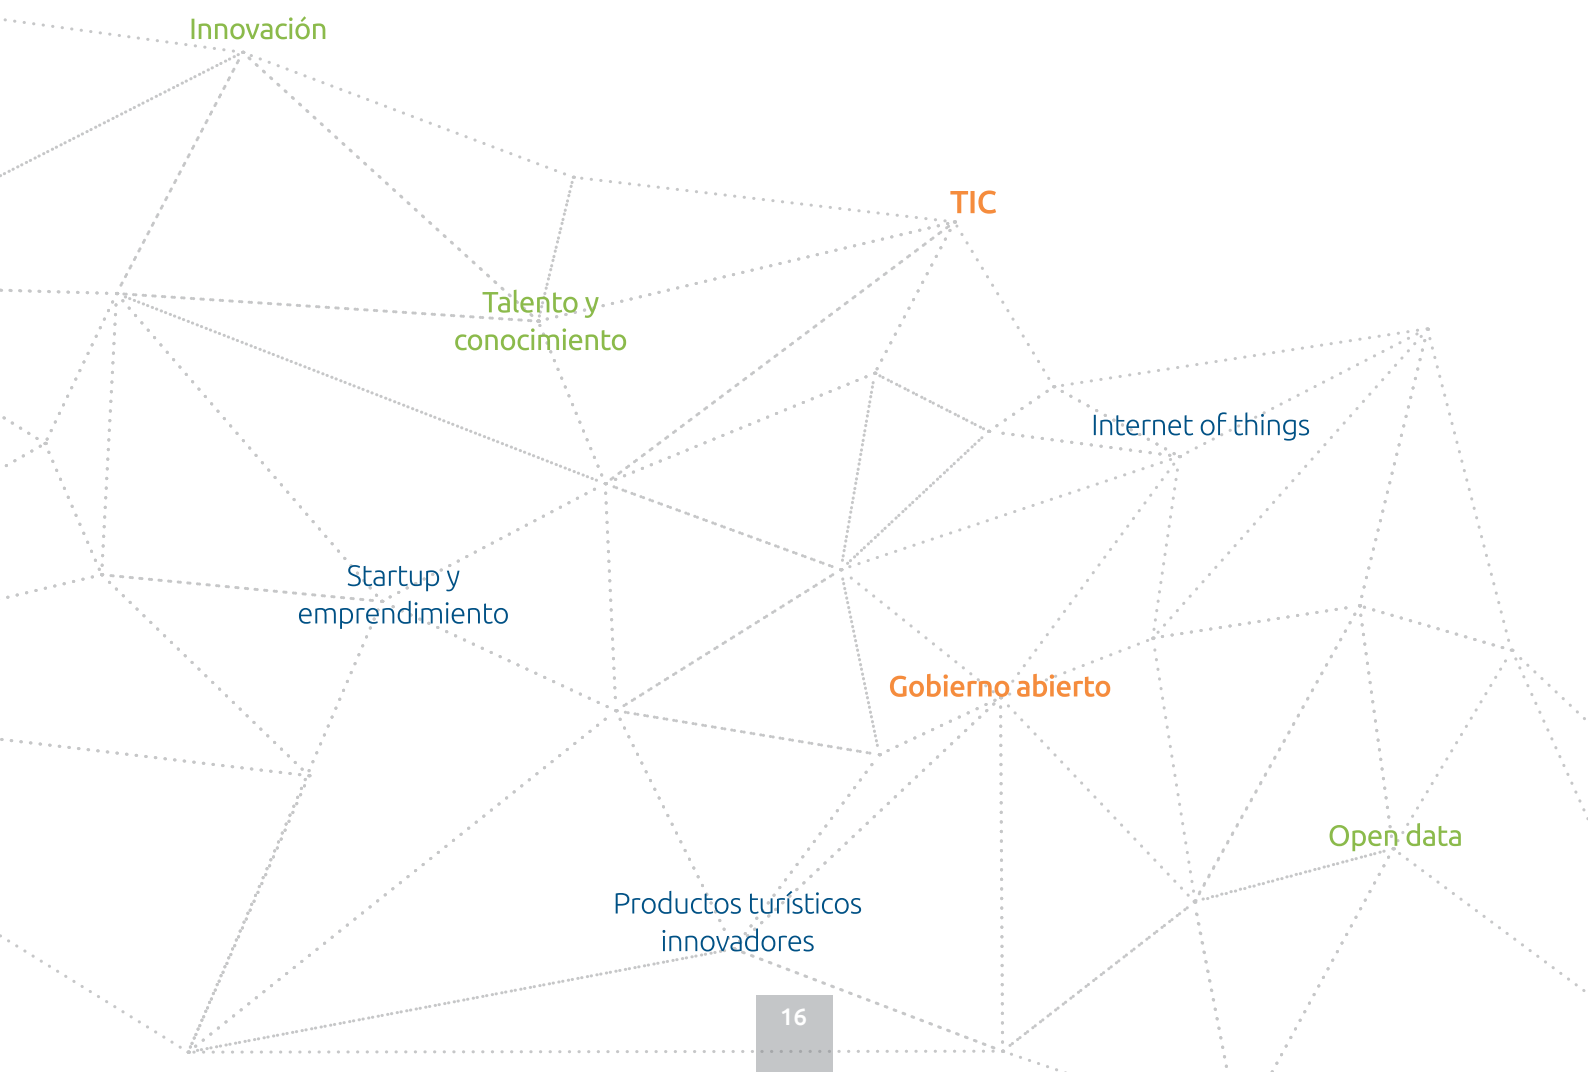 Innovación
TIC
Talento y
conocimiento
Internet of things
Startup y
emprendimiento
Gobierno abierto
Open data
Productos turísticos
innovadores
16